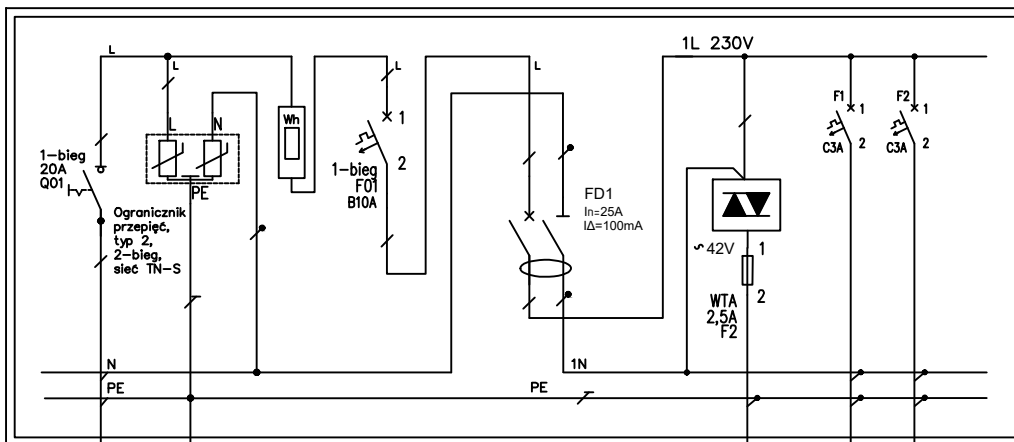 L
L
L
N
Wh
1-bieg
20A
Q01
PE
Ogranicznik
przepięć,
typ 2,
2-bieg,
sieć TN-S
L
1
2
1-bieg
F01
B10A
L
FD1
In=25A
IΔ=100mA
1L 230V
~ 42V
1
2
WTA
2,5A
F2
F1
1
2
C3A
F2
1
2
C3A
N
1N
PE
PE